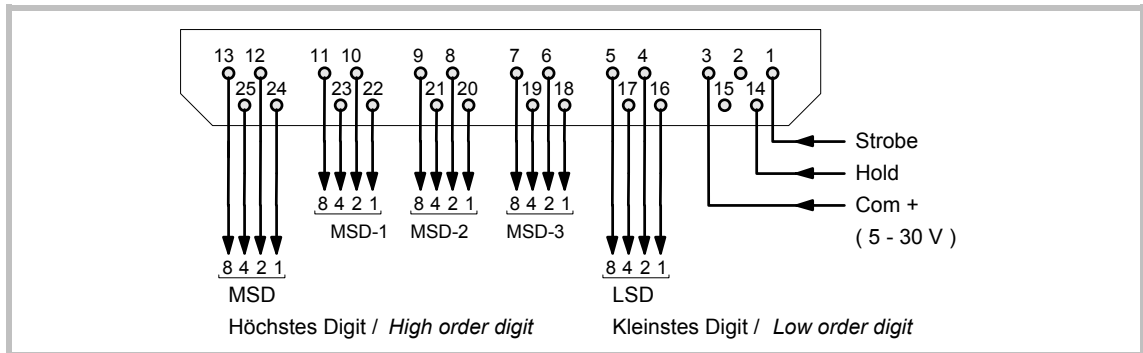 13 12 11 10 9 8 7 6 5 4 3 2 1
25 24 23 22 21 20 19 18 17 16 15 14
Strobe
Hold
8 4 2 1 8 4 2 1 8 4 2 1 Com +
MSD-1 MSD-2 MSD-3 ( 5 - 30 V )
8 4 2 1 8 4 2 1
MSD LSD
Höchstes Digit / High order digit Kleinstes Digit / Low order digit